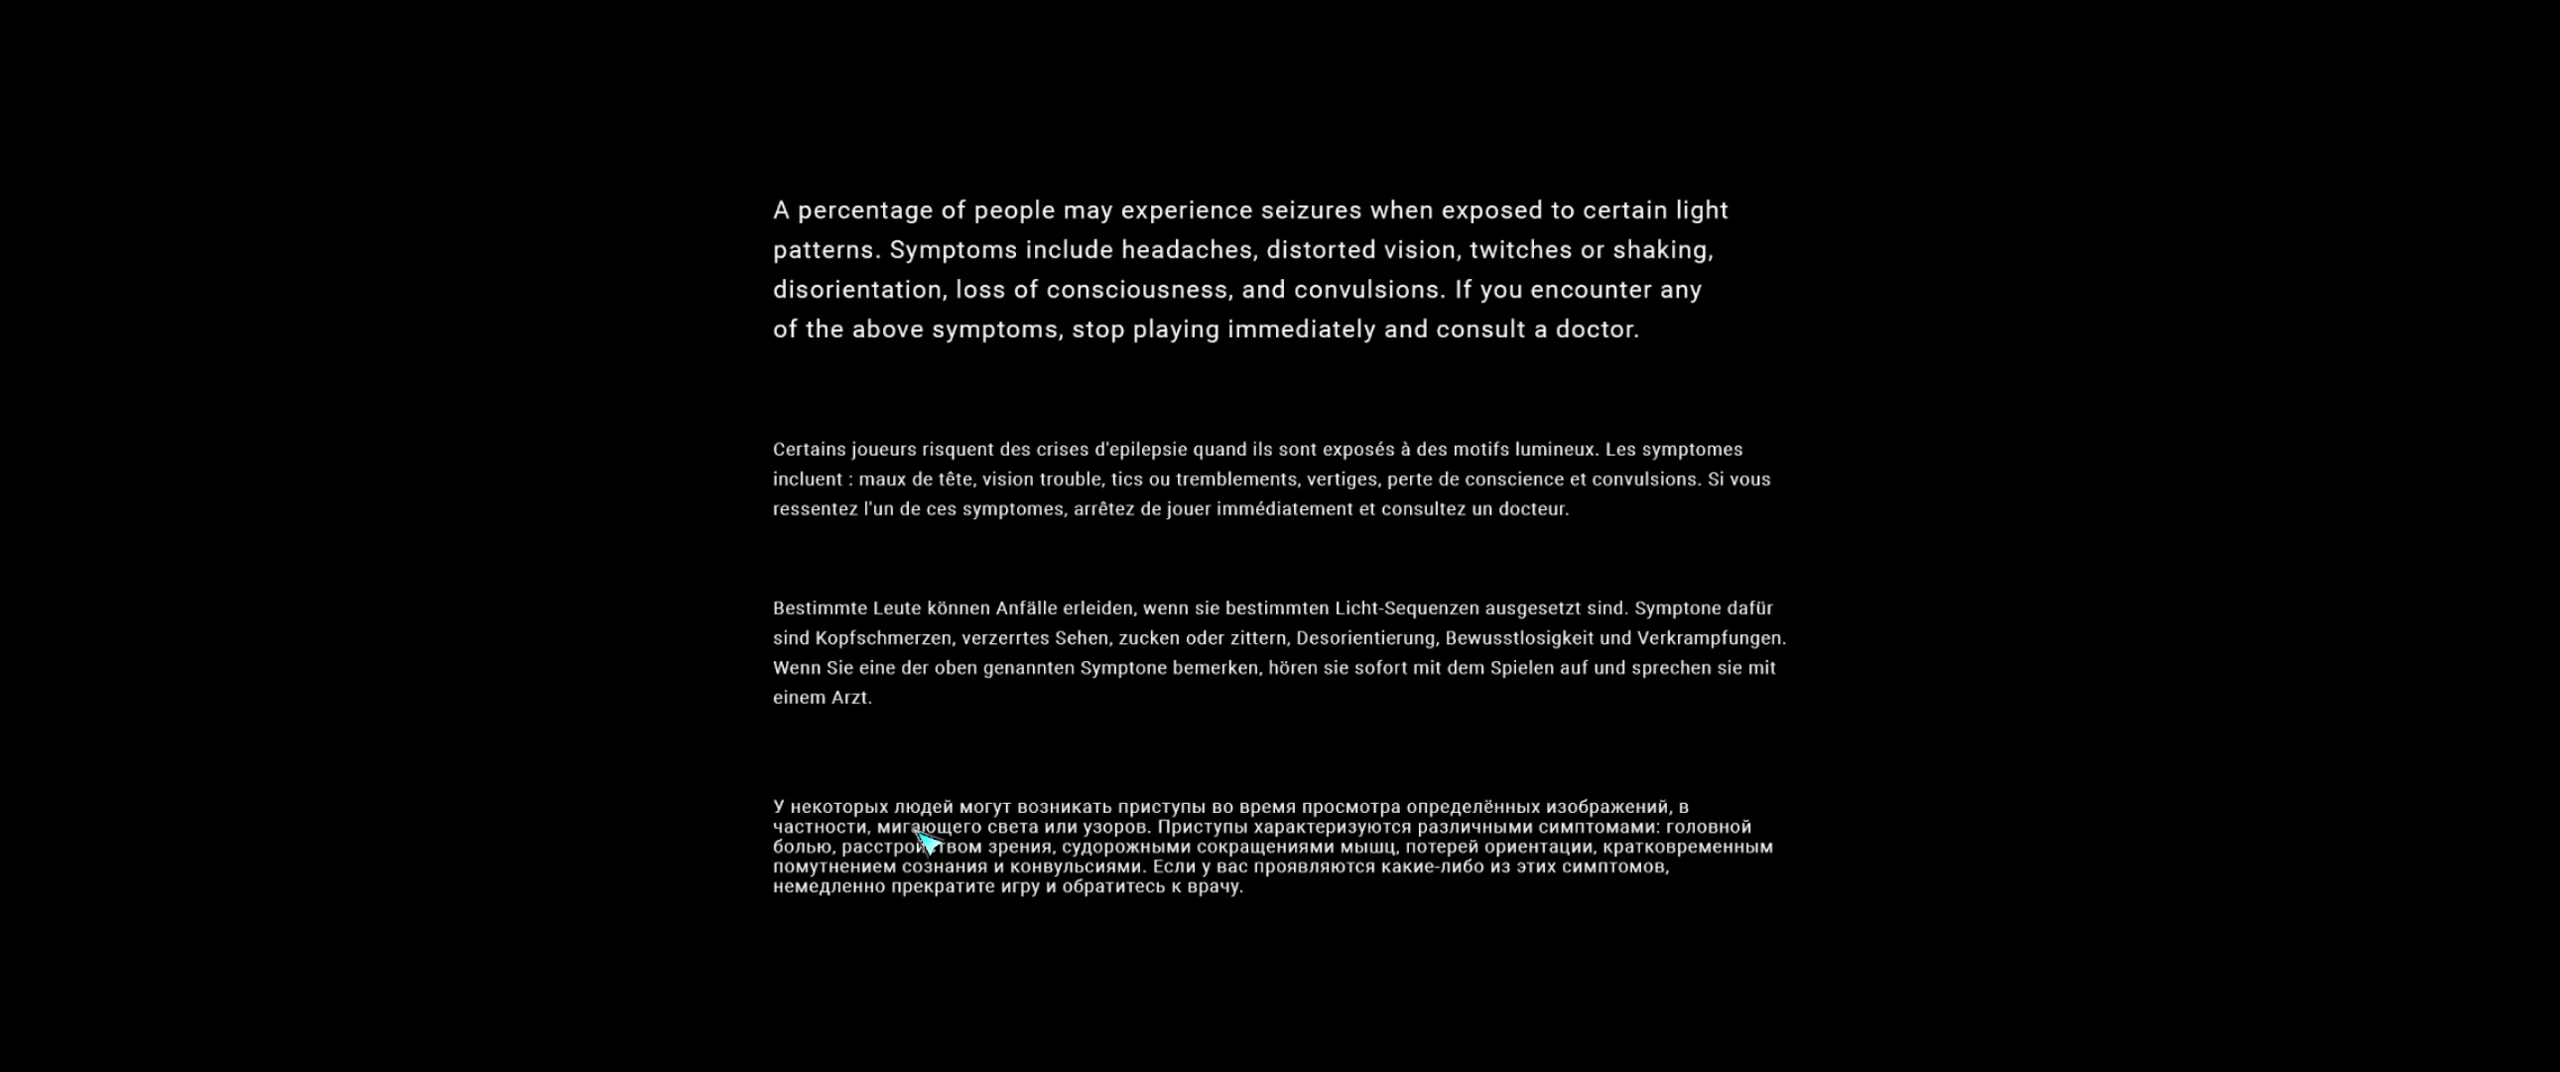 A percentage of people may experience seizures when exposed to certain light
patterns. Symptoms include headaches, distorted vision, twitches or shaking,
disorientation, loss of consciousness, and convulsions. If you encounter any
of the above symptoms, stop playing immediately and consult a doctor.
Certains joueurs risquent des crises d'epilepsie quand ils sont exposés à des motifs lumineux. Les symptomes
incluent : maux de tête, vision trouble, tics ou tremblements, vertiges, perte de conscience et convulsions. Si vous
ressentez l'un de ces symptomes, arrêtez de jouer immédiatement et consultez un docteur.
Bestimmte Leute können Anfälle erleiden, wenn sie bestimmten Licht-Sequenzen ausgesetzt sind. Symptone dafür
sind Kopfschmerzen, verzerrtes Sehen, zucken oder zittern, Desorientierung, Bewusstlosigkeit und Verkrampfungen.
Wenn Sie eine der oben genannten Symptone bemerken, hören sie sofort mit dem Spielen auf und sprechen sie mit
einem Arzt.
У некоторых людей могут возникать приступы во время просмотра определённых изображений, в
частности, мигающего света или узоров. Приступы характеризуются различными симптомами: головной
болью, расстройством зрения, судорожными сокращениями мышц, потерей ориентации, кратковременным
помутнением сознания и конвульсиями. Если у вас проявляются какие-либо из этих симптомов,
немедленно прекратите игру и обратитесь к врачу.